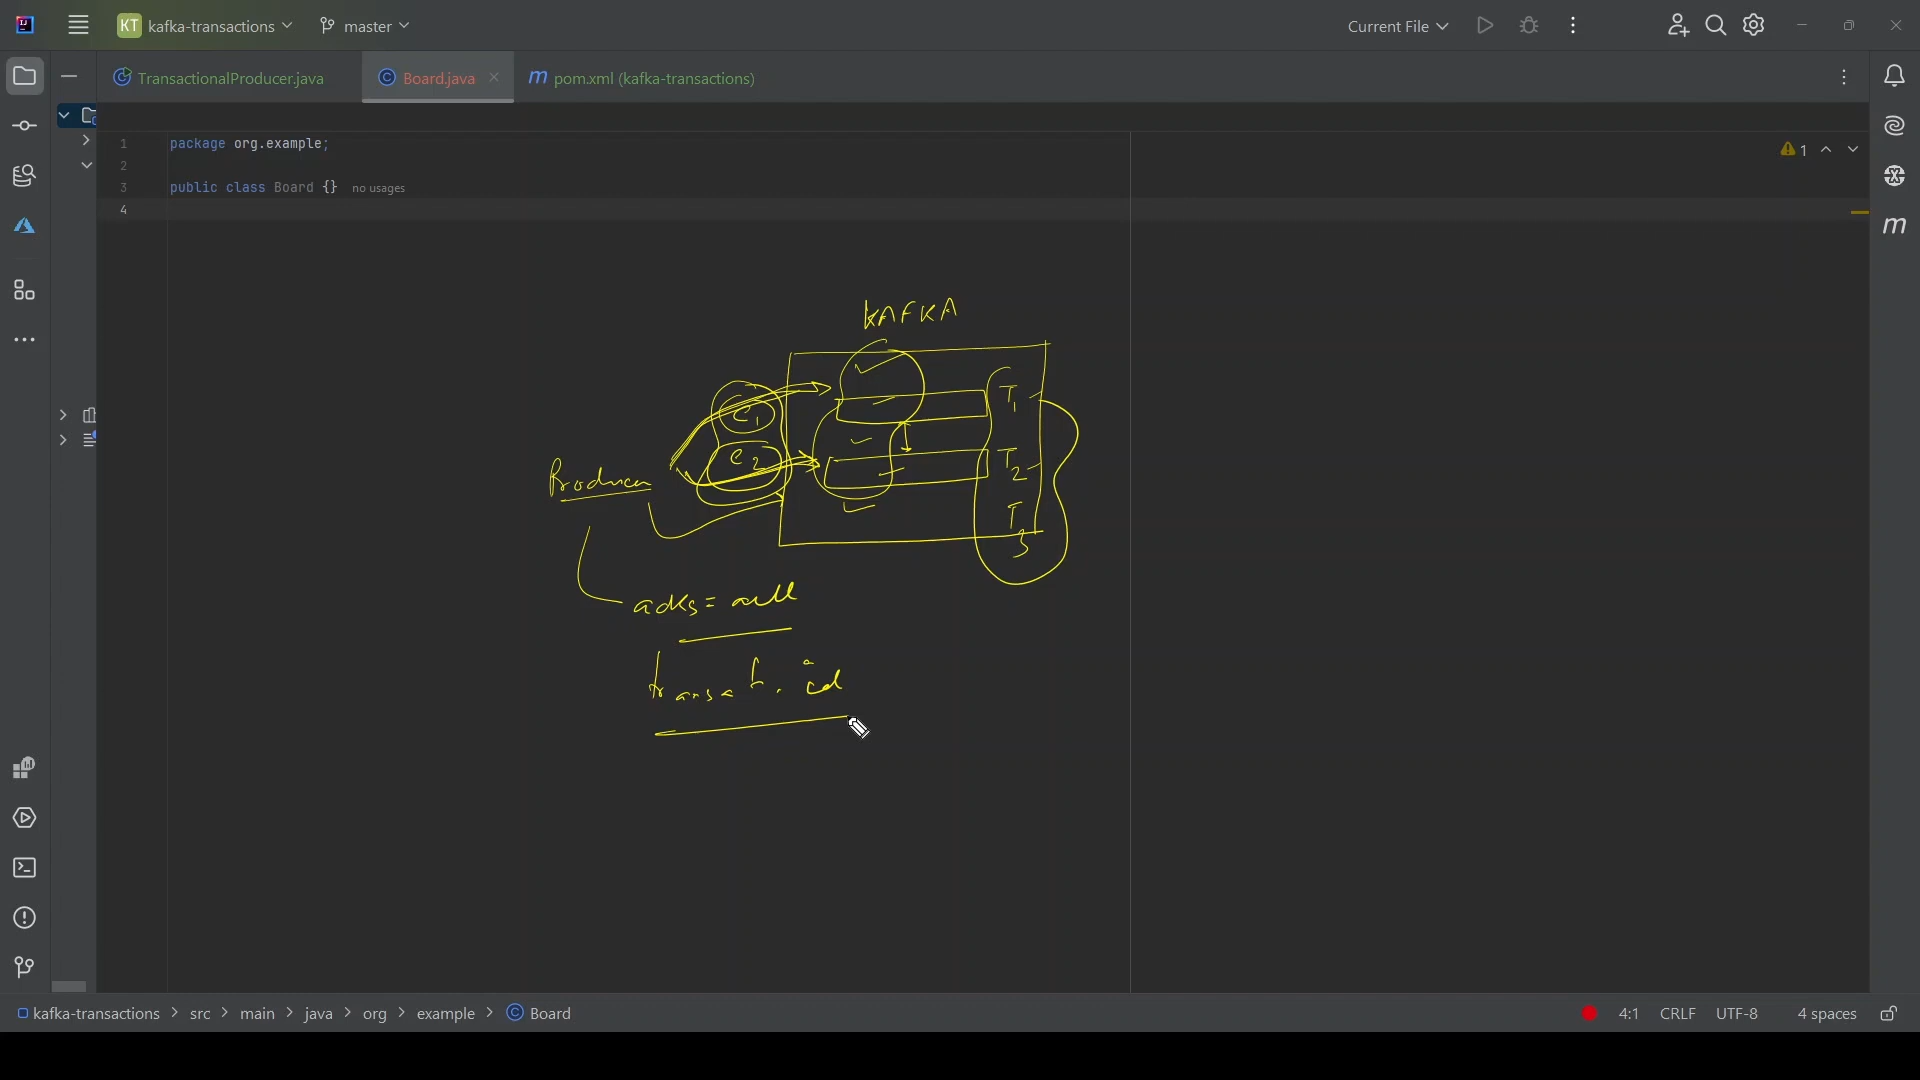 KT kafka-transactions master Current File
TransactionalProducer.java Board.java pom.xml (kafka-transactions)
1 package org.example; 1
2
3 public class Board {} no usages
4
KAFKA
T1
e1
e2
T2
Producer
T3
acks = all
transact. id
kafka-transactions > src > main > java > org > example > Board 4:1 CRLF UTF-8 4 spaces